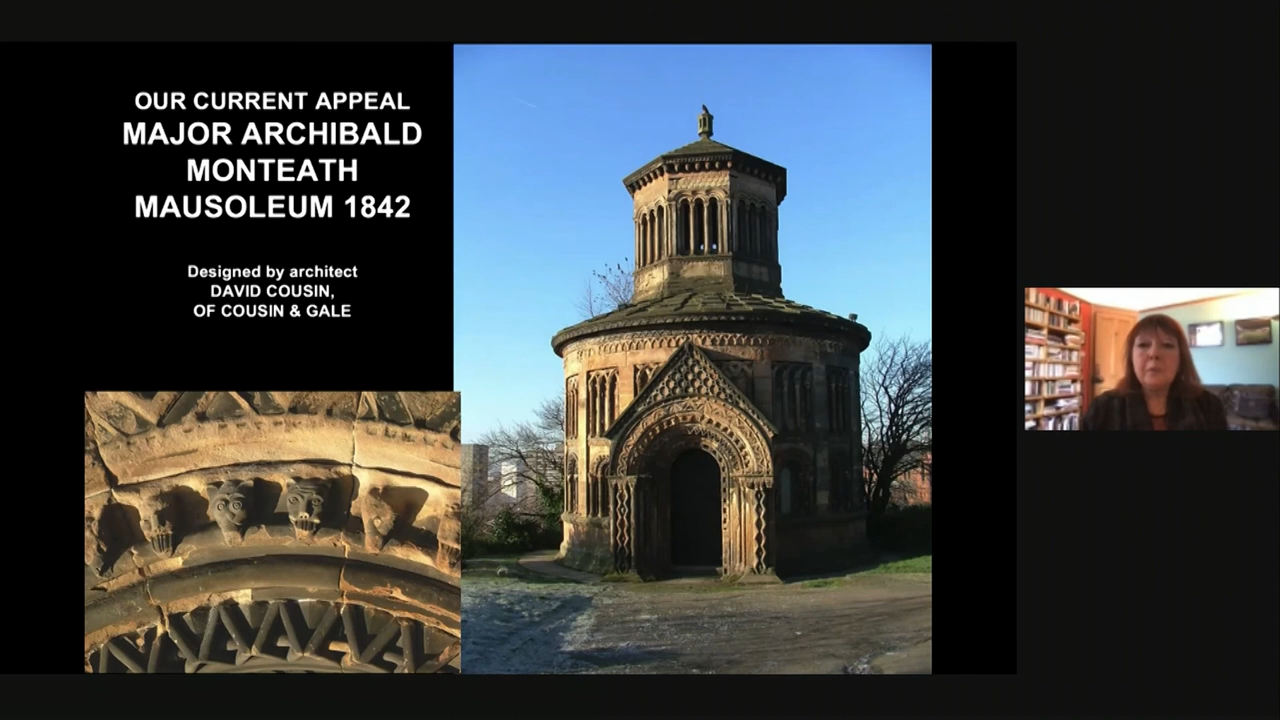 OUR CURRENT APPEAL
MAJOR ARCHIBALD
MONTEATH
MAUSOLEUM 1842
Designed by architect
DAVID COUSIN,
OF COUSIN & GALE